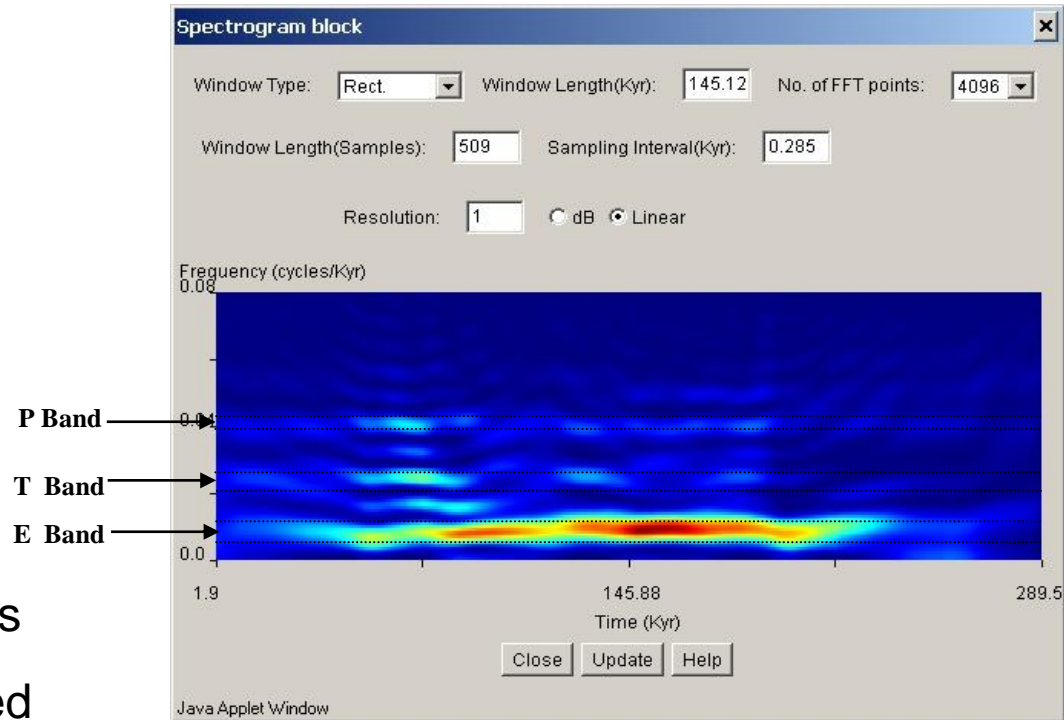 Spectrogram block
Window Type: Rect. Window Length(Kyr): 145.12 No. of FFT points: 4096
Window Length(Samples): 509 Sampling Interval(Kyr): 0.285
Resolution: 1 dB Linear
Frequency (cycles/Kyr)
0.08
P Band 0.04
T Band
E Band
0.0
1.9 145.88 289.5
Time (Kyr)
s
Close Update Help
ed
Java Applet Window